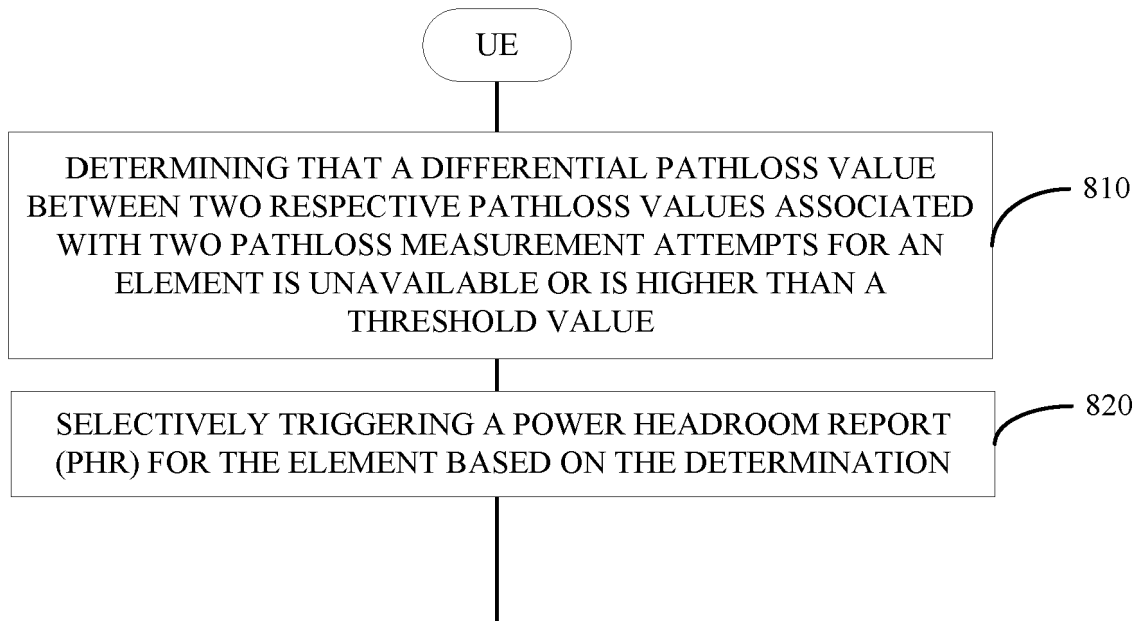 UE
DETERMINING THAT A DIFFERENTIAL PATHLOSS VALUE
BETWEEN TWO RESPECTIVE PATHLOSS VALUES ASSOCIATED
WITH TWO PATHLOSS MEASUREMENT ATTEMPTS FOR AN
ELEMENT IS UNAVAILABLE OR IS HIGHER THAN A
THRESHOLD VALUE
810
SELECTIVELY TRIGGERING A POWER HEADROOM REPORT
(PHR) FOR THE ELEMENT BASED ON THE DETERMINATION
820